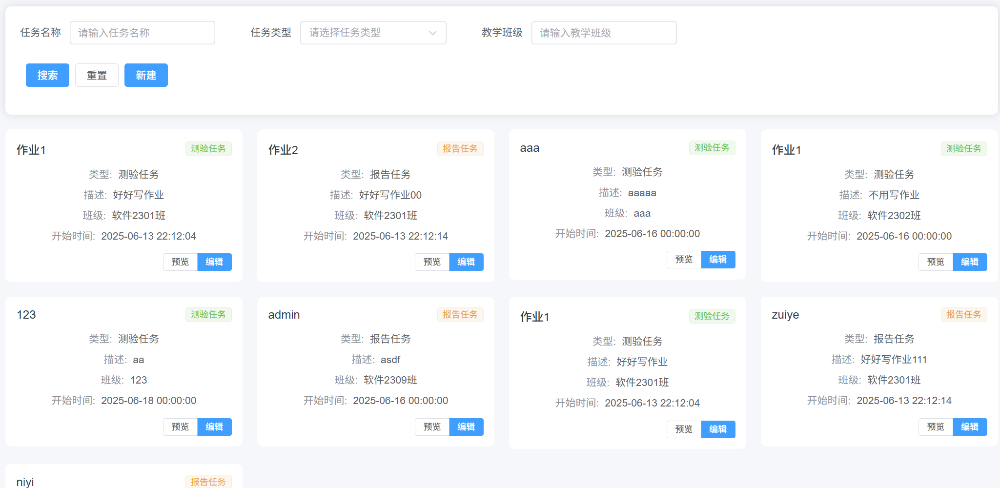 任务名称 请输入任务名称 任务类型 请选择任务类型 教学班级 请输入教学班级
搜索 重置 新建
作业1 测验任务
类型: 测验任务
描述: 好好写作业
班级: 软件2301班
开始时间: 2025-06-13 22:12:04
预览 编辑
作业2 报告任务
类型: 报告任务
描述: 好好写作业00
班级: 软件2301班
开始时间: 2025-06-13 22:12:14
预览 编辑
aaa 测验任务
类型: 测验任务
描述: aaaaa
班级: aaa
开始时间: 2025-06-16 00:00:00
预览 编辑
作业1 测验任务
类型: 测验任务
描述: 不用写作业
班级: 软件2302班
开始时间: 2025-06-16 00:00:00
预览 编辑
123 测验任务
类型: 测验任务
描述: aa
班级: 123
开始时间: 2025-06-18 00:00:00
预览 编辑
admin 报告任务
类型: 报告任务
描述: asdf
班级: 软件2309班
开始时间: 2025-06-16 00:00:00
预览 编辑
作业1 测验任务
类型: 测验任务
描述: 好好写作业
班级: 软件2301班
开始时间: 2025-06-13 22:12:04
预览 编辑
zuiye 报告任务
类型: 报告任务
描述: 好好写作业111
班级: 软件2301班
开始时间: 2025-06-13 22:12:14
预览 编辑
niyi 报告任务